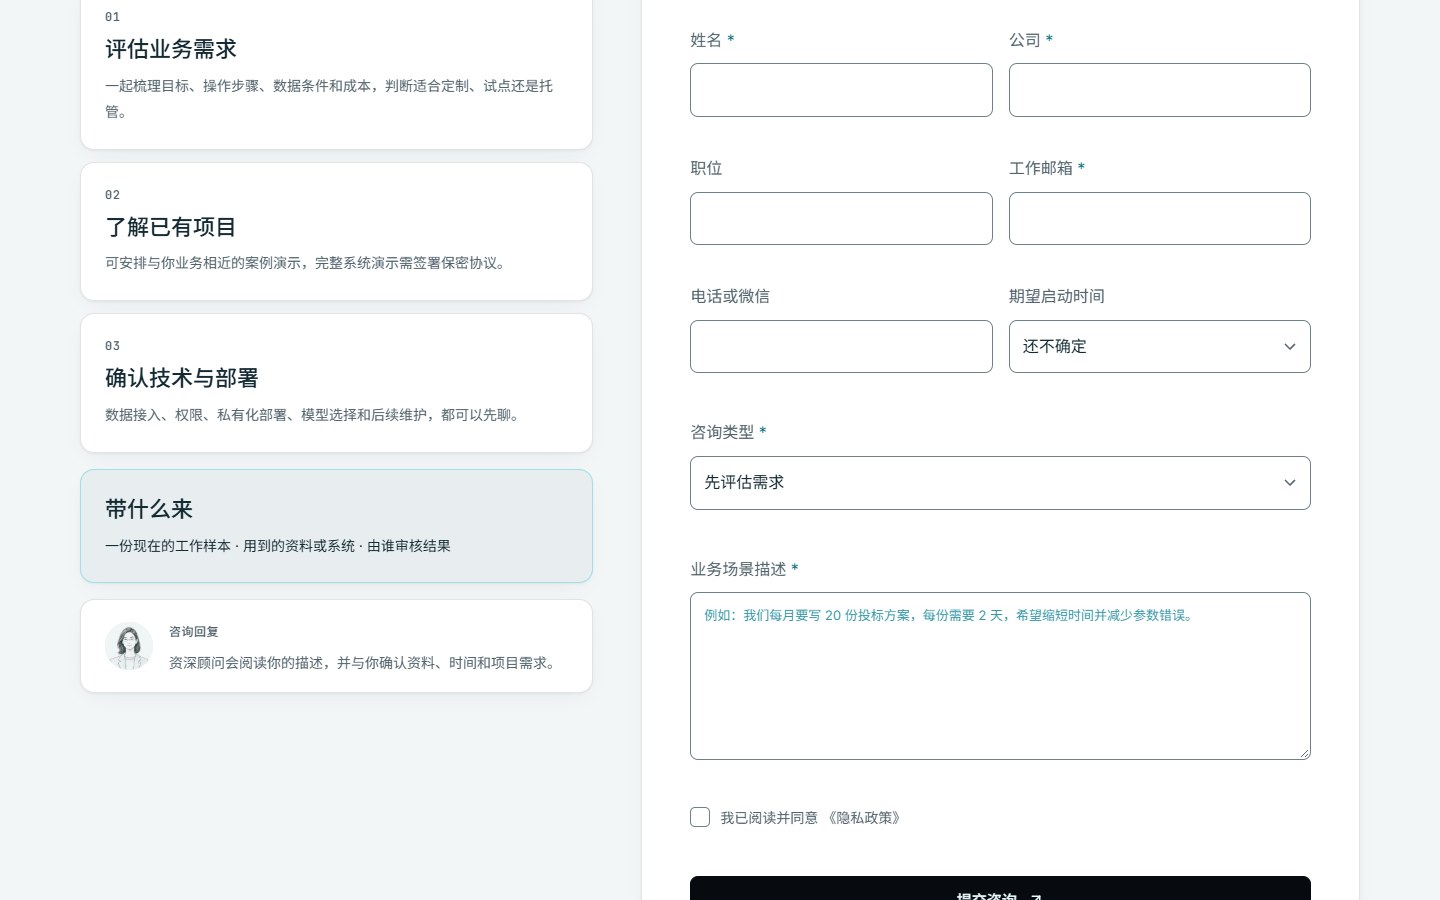 01
评估业务需求
一起梳理目标、操作步骤、数据条件和成本，判断适合定制、试点还是托
管。
02
了解已有项目
可安排与你业务相近的案例演示，完整系统演示需签署保密协议。
03
确认技术与部署
数据接入、权限、私有化部署、模型选择和后续维护，都可以先聊。
带什么来
一份现在的工作样本 · 用到的资料或系统 · 由谁审核结果
咨询回复
资深顾问会阅读你的描述，并与你确认资料、时间和项目需求。
姓名 *
公司 *
职位
工作邮箱 *
电话或微信
期望启动时间
还不确定
咨询类型 *
先评估需求
业务场景描述 *
例如：我们每月要写 20 份投标方案，每份需要 2 天，希望缩短时间并减少参数错误。
我已阅读并同意 《隐私政策》
提交咨询 ↗